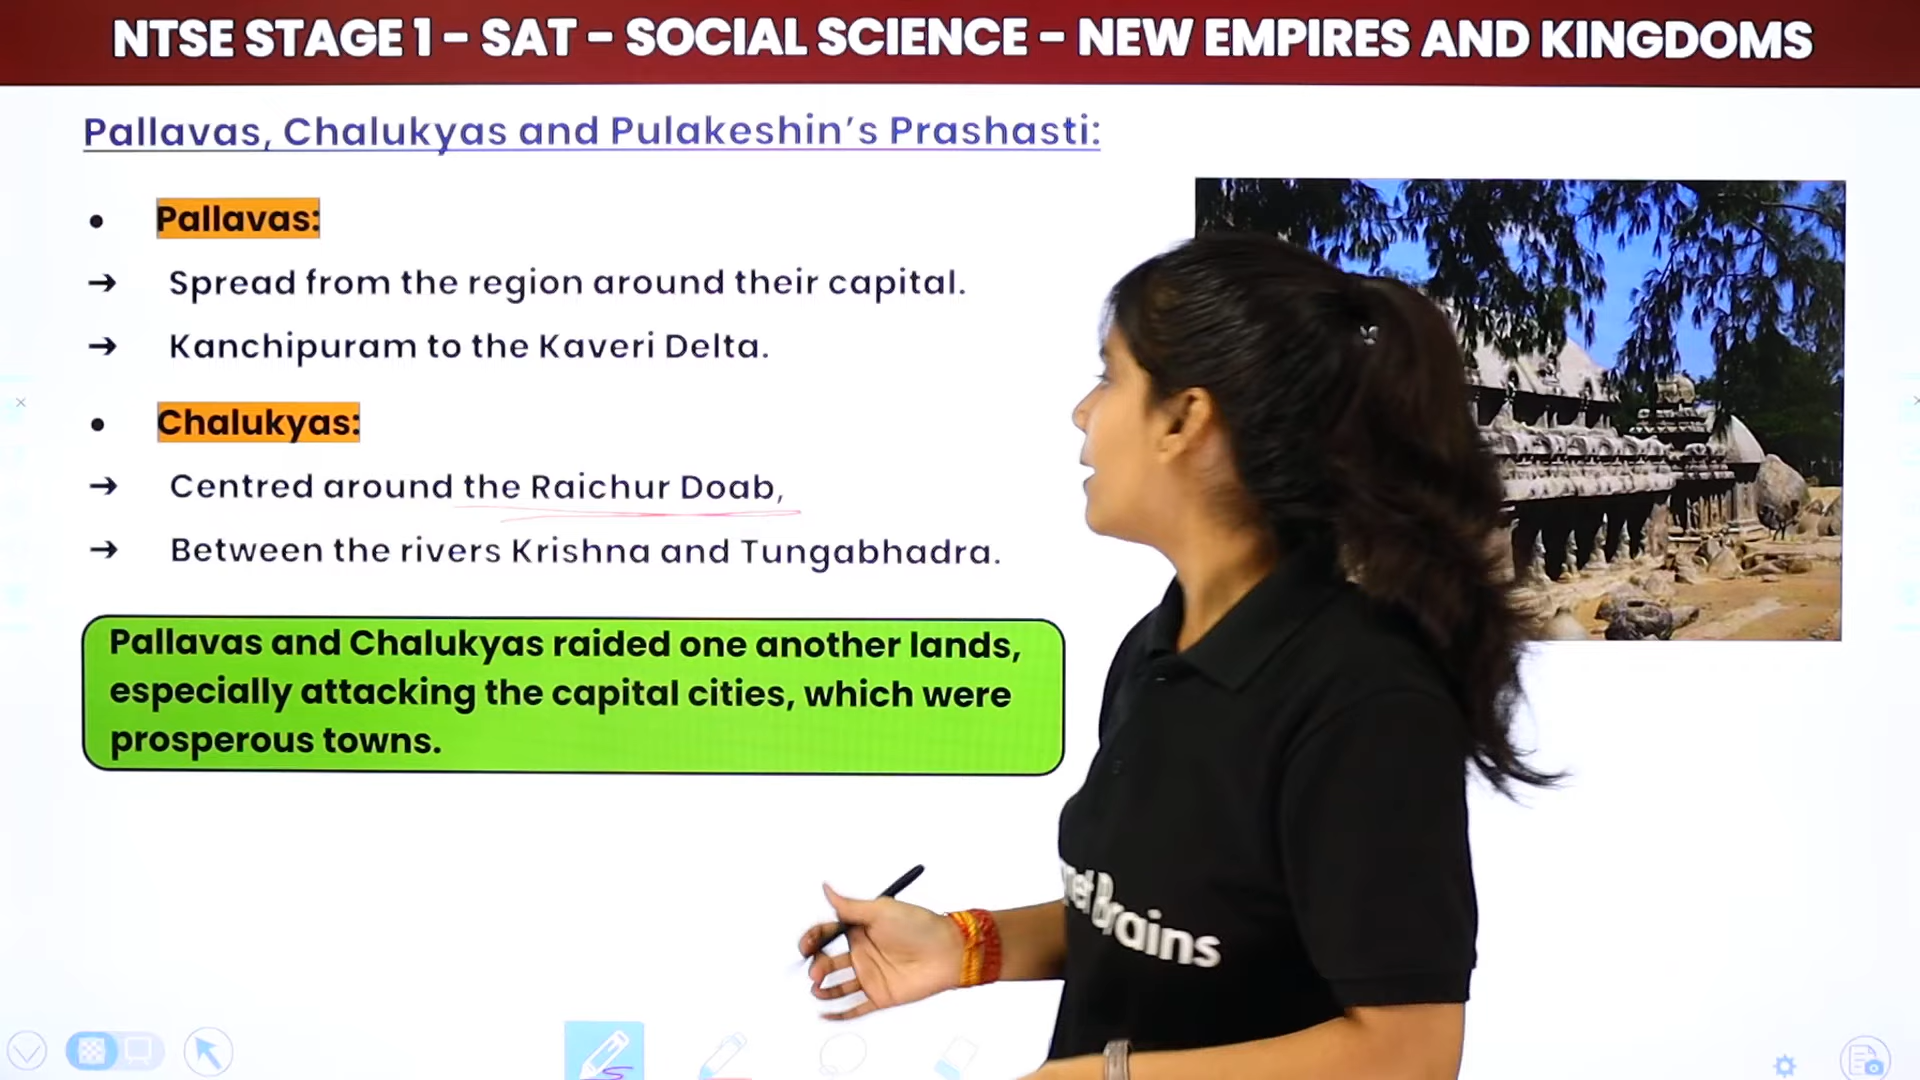 NTSE STAGE 1 – SAT – SOCIAL SCIENCE – NEW EMPIRES AND KINGDOMS
Pallavas, Chalukyas and Pulakeshin’s Prashasti:
• Pallavas:
➔ Spread from the region around their capital.
➔ Kanchipuram to the Kaveri Delta.
• Chalukyas:
➔ Centred around the Raichur Doab,
➔ Between the rivers Krishna and Tungabhadra.
Pallavas and Chalukyas raided one another lands,
especially attacking the capital cities, which were
prosperous towns.
Brains